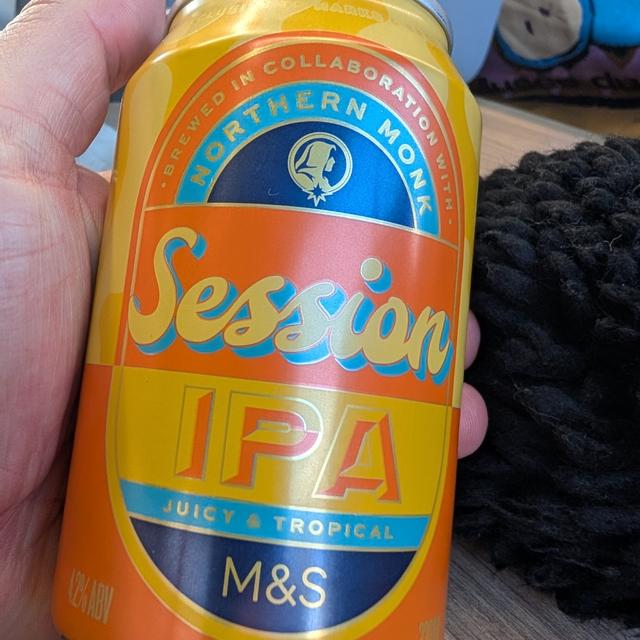 · BREWED IN COLLABORATION WITH ·
NORTHERN MONK
Session
IPA
JUICY & TROPICAL
M&S
4.2% ABV